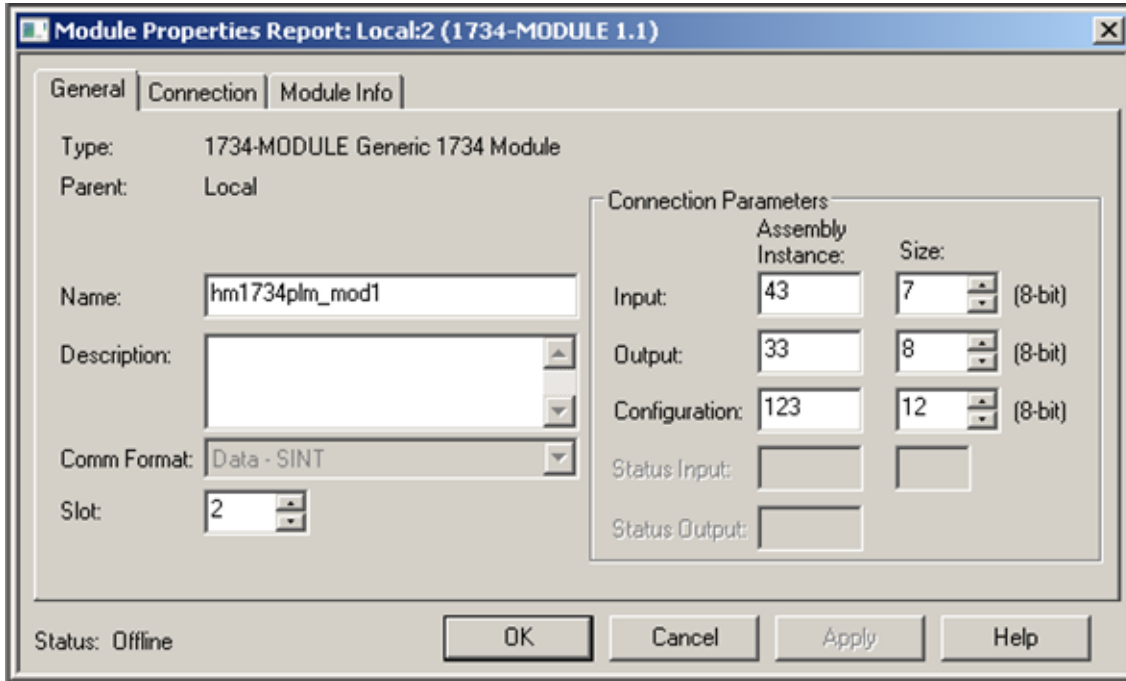 Module Properties Report: Local:2 (1734-MODULE 1.1)
General Connection Module Info
Type: 1734-MODULE Generic 1734 Module
Parent: Local
Connection Parameters
Assembly Instance: Size:
Name: hm1734plm_mod1
Input: 43 7 (8-bit)
Description:
Output: 33 8 (8-bit)
Configuration: 123 12 (8-bit)
Comm Format: Data - SINT
Status Input:
Slot: 2
Status Output:
Status: Offline
OK Cancel Apply Help